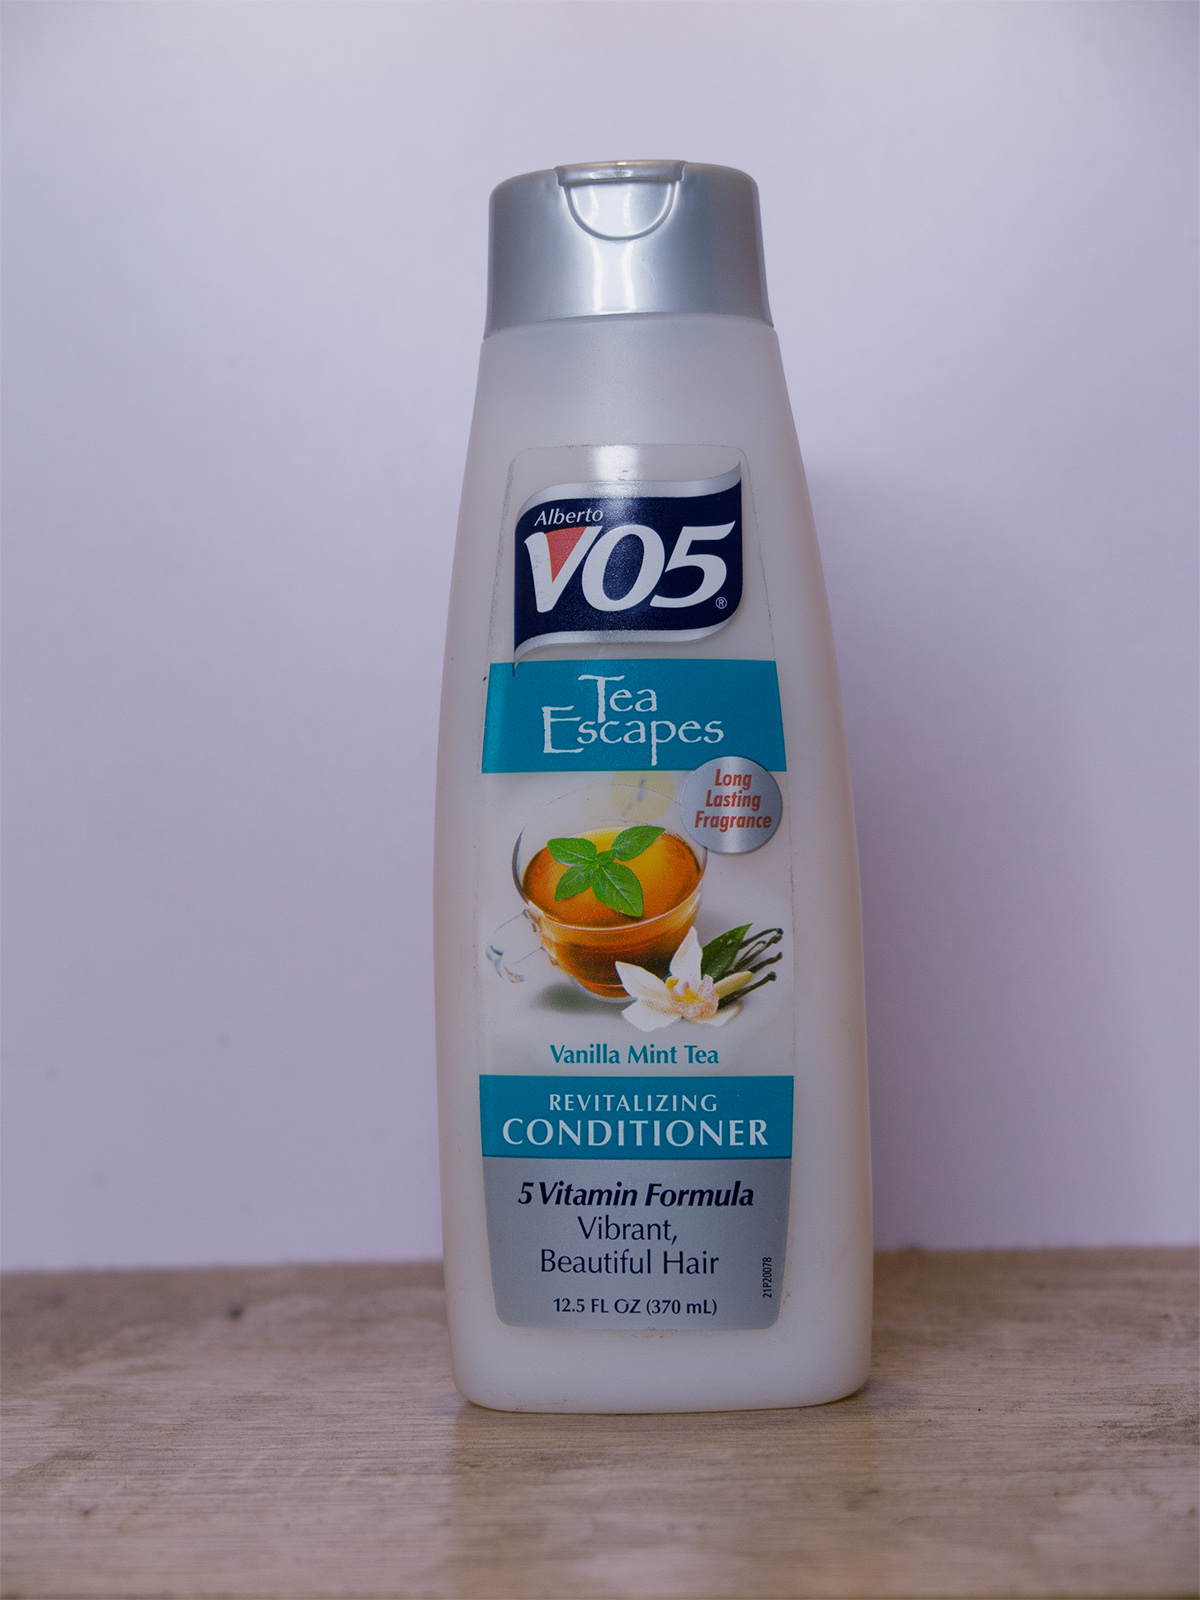 Alberto
VO5®
Tea
Escapes
Long
Lasting
Fragrance
Vanilla Mint Tea
REVITALIZING
CONDITIONER
5 Vitamin Formula
Vibrant,
Beautiful Hair
12.5 FL OZ (370 mL)
21P20078